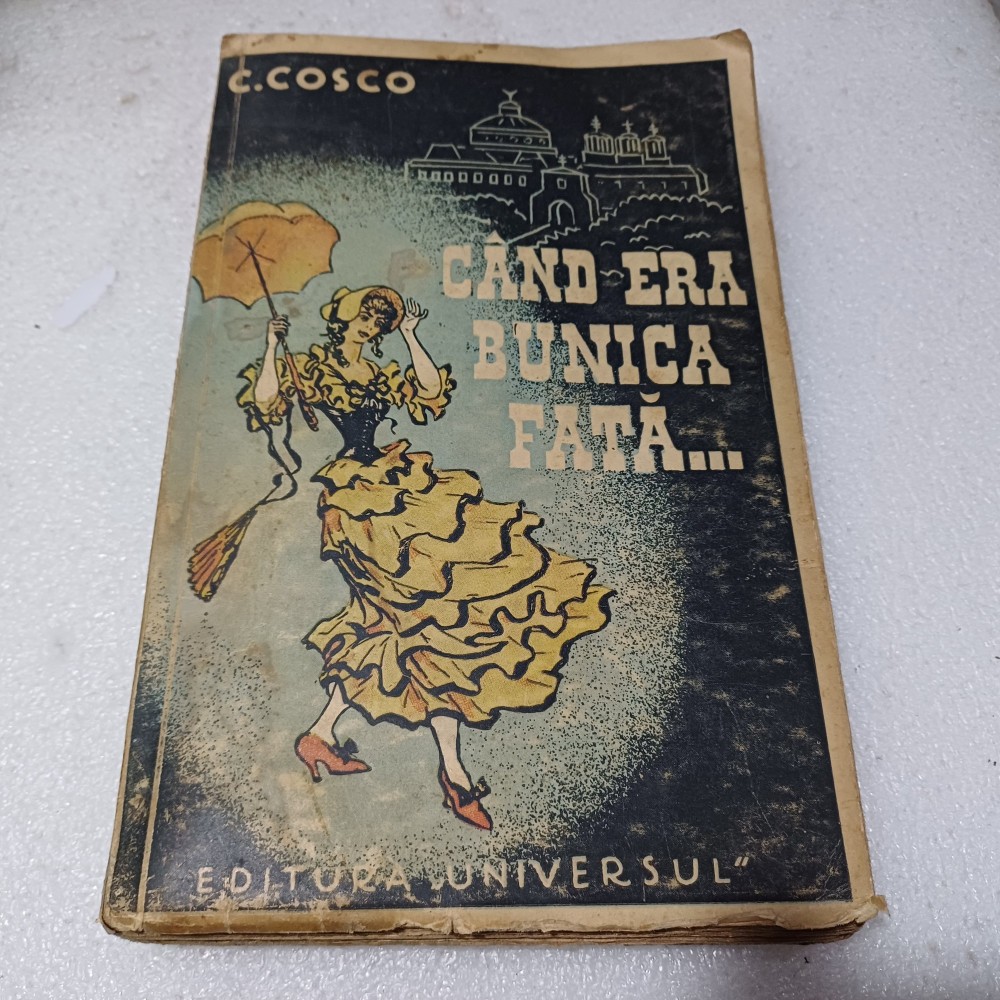 C. COSCO
CÂND ERA
BUNICA
FATĂ...
EDITURA „UNIVERSUL“